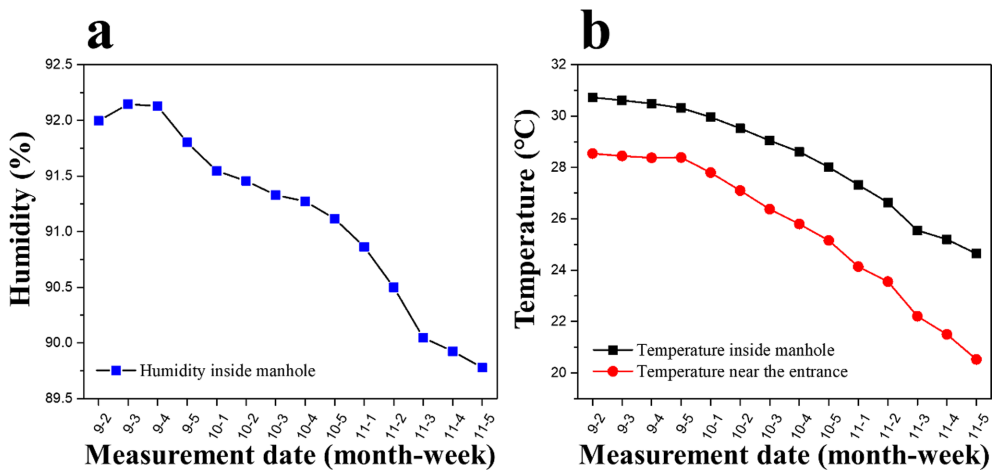 a
92.5
92.0
91.5
91.0
90.5
90.0
89.5
Humidity (%)
Humidity inside manhole
9-2 9-3 9-4 9-5 10-1 10-2 10-3 10-4 10-5 11-1 11-2 11-3 11-4 11-5
Measurement date (month-week)
b
32
30
28
26
24
22
20
Temperature (°C)
Temperature inside manhole
Temperature near the entrance
9-2 9-3 9-4 9-5 10-1 10-2 10-3 10-4 10-5 11-1 11-2 11-3 11-4 11-5
Measurement date (month-week)